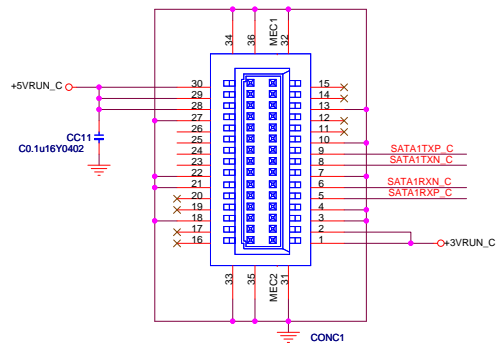 34 36 MEC1 32
+5VRUN_C 30 15
29 14
28 13
27 12
CC11 26 11
C0.1u16Y0402 25 10
24 9 SATA1TXP_C
23 8 SATA1TXN_C
22 7
21 6 SATA1RXN_C
20 5 SATA1RXP_C
19 4
18 3
17 2
16 1 +3VRUN_C
33 35 MEC2 31
CONC1